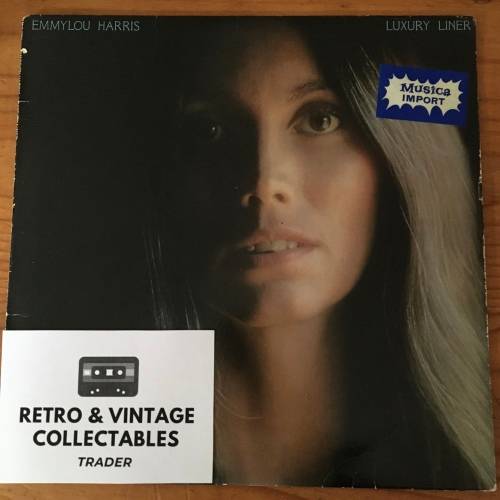 EMMYLOU HARRIS
LUXURY LINER
Musica
IMPORT
RETRO & VINTAGE
COLLECTABLES
TRADER